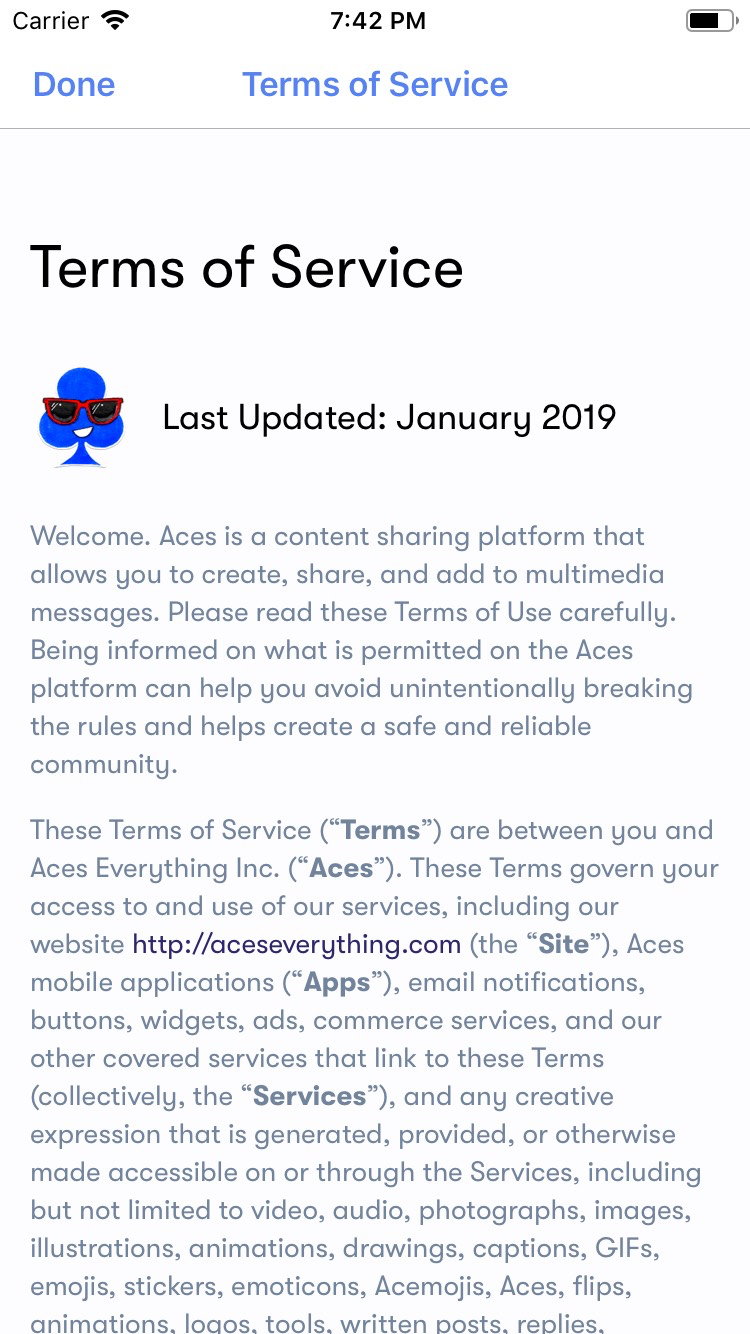 Carrier 7:42 PM
Done Terms of Service
Terms of Service
Last Updated: January 2019
Welcome. Aces is a content sharing platform that
allows you to create, share, and add to multimedia
messages. Please read these Terms of Use carefully.
Being informed on what is permitted on the Aces
platform can help you avoid unintentionally breaking
the rules and helps create a safe and reliable
community.
These Terms of Service (“Terms”) are between you and
Aces Everything Inc. (“Aces”). These Terms govern your
access to and use of our services, including our
website http://aceseverything.com (the “Site”), Aces
mobile applications (“Apps”), email notifications,
buttons, widgets, ads, commerce services, and our
other covered services that link to these Terms
(collectively, the “Services”), and any creative
expression that is generated, provided, or otherwise
made accessible on or through the Services, including
but not limited to video, audio, photographs, images,
illustrations, animations, drawings, captions, GIFs,
emojis, stickers, emoticons, Acemojis, Aces, flips,
animations, logos, tools, written posts, replies,